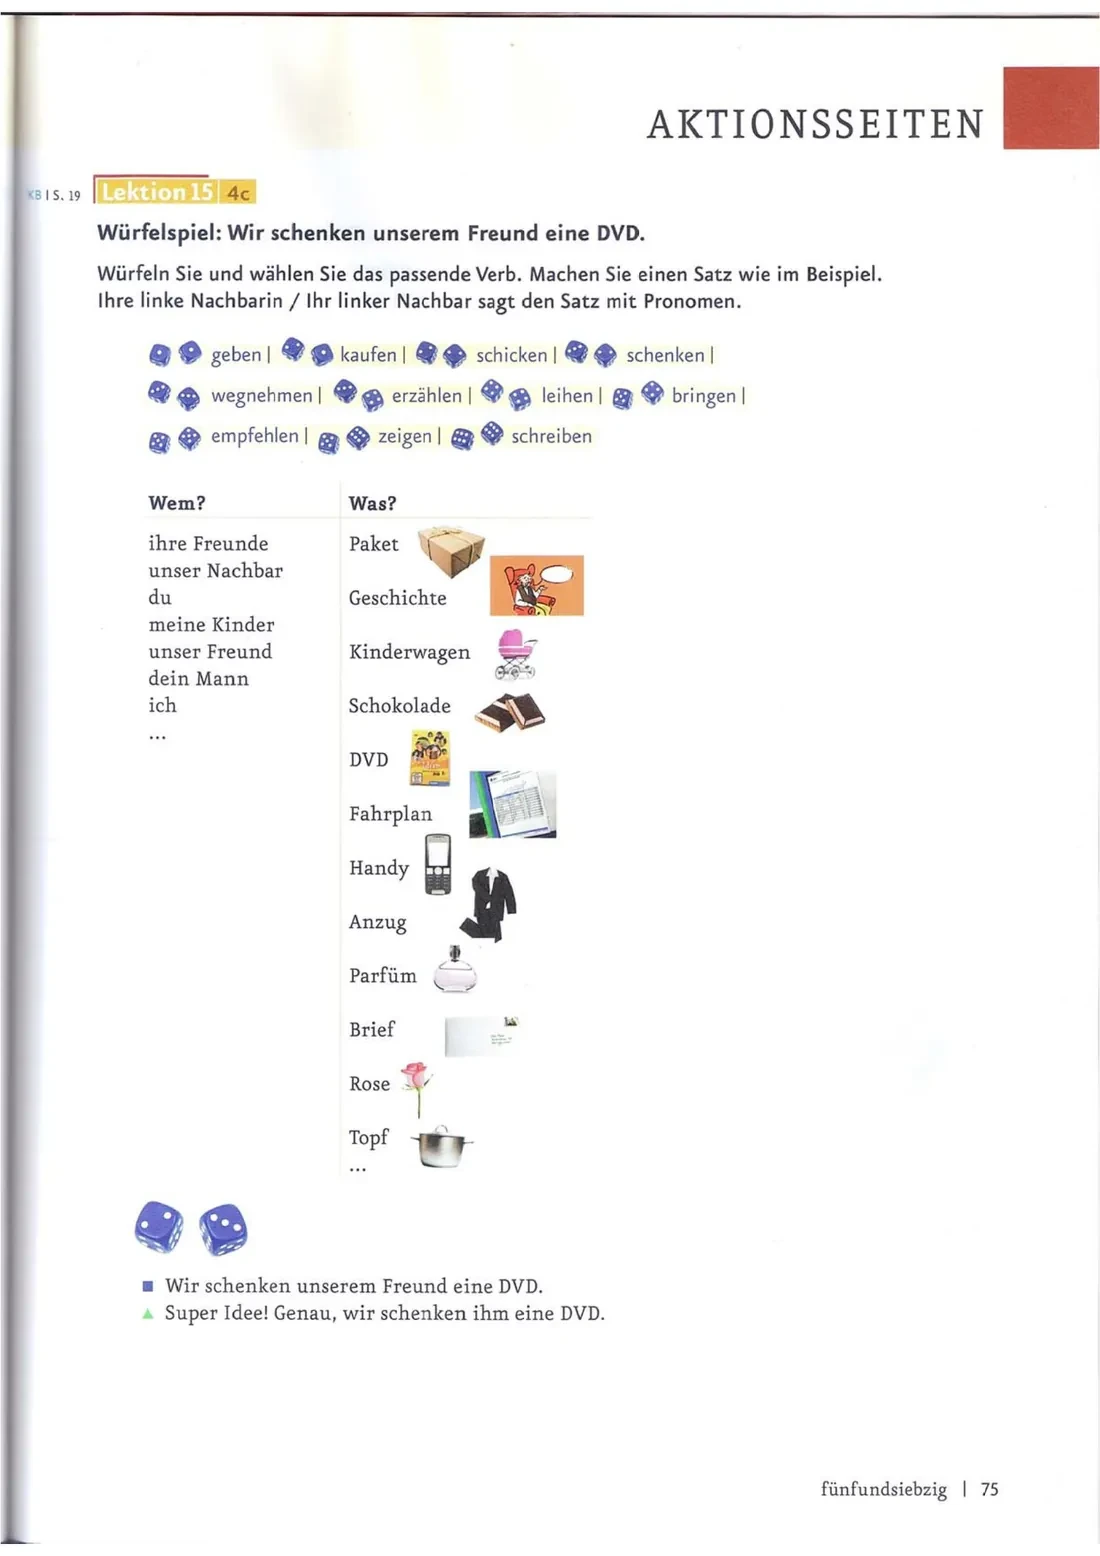 AKTIONSSEITEN
KB | S. 19 Lektion 15 4c
Würfelspiel: Wir schenken unserem Freund eine DVD.
Würfeln Sie und wählen Sie das passende Verb. Machen Sie einen Satz wie im Beispiel.
Ihre linke Nachbarin / Ihr linker Nachbar sagt den Satz mit Pronomen.
geben | kaufen | schicken | schenken |
wegnehmen | erzählen | leihen | bringen |
empfehlen | zeigen | schreiben
Wem?
ihre Freunde
unser Nachbar
du
meine Kinder
unser Freund
dein Mann
ich
...
Was?
Paket
Geschichte
Kinderwagen
Schokolade
DVD
Fahrplan
Handy
Anzug
Parfüm
Brief
Rose
Topf
...
Wir schenken unserem Freund eine DVD.
Super Idee! Genau, wir schenken ihm eine DVD.
fünfundsiebzig | 75